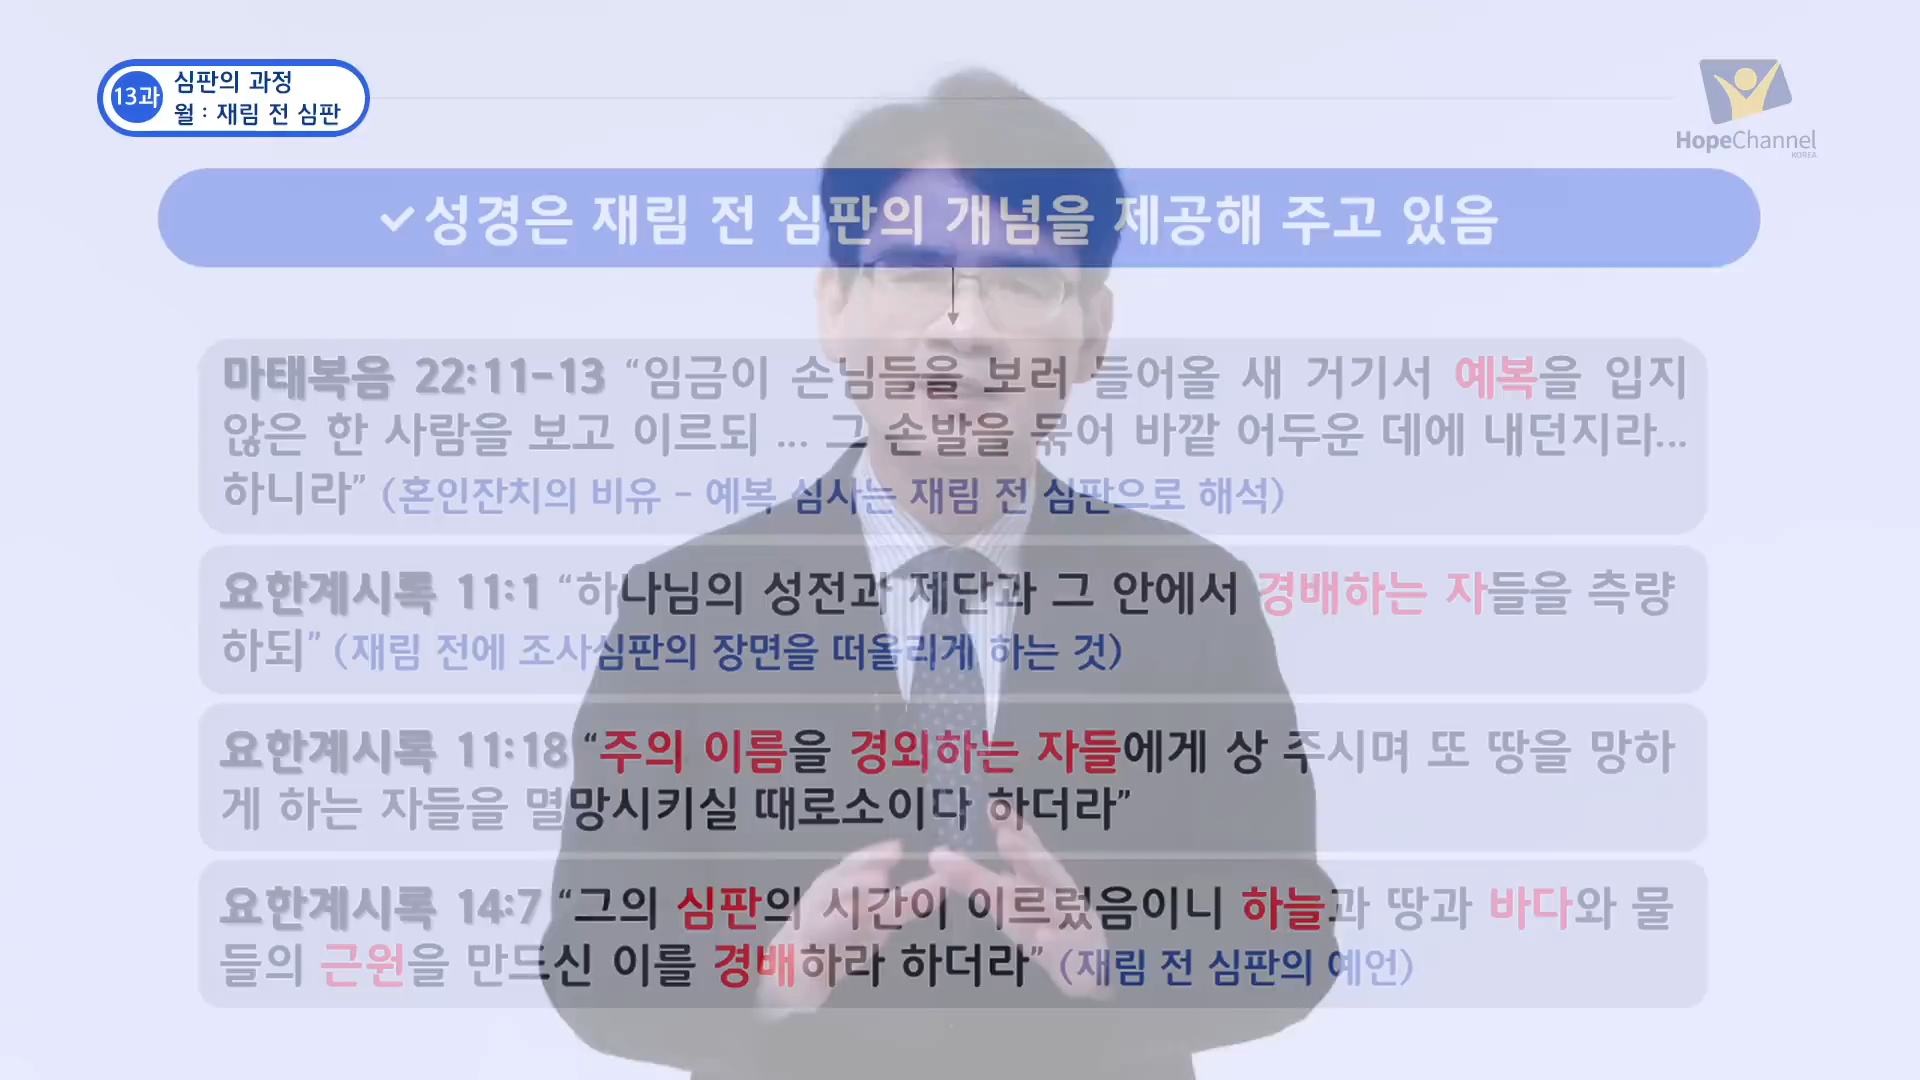 13과
심판의 과정
월 : 재림 전 심판
HopeChannel
KOREA
✓성경은 재림 전 심판의 개념을 제공해 주고 있음
마태복음 22:11-13 “임금이 손님들을 보러 들어올 새 거기서 예복을 입지
않은 한 사람을 보고 이르되 ... 그 손발을 묶어 바깥 어두운 데에 내던지라...
하니라” (혼인잔치의 비유 - 예복 심사는 재림 전 심판으로 해석)
요한계시록 11:1 “하나님의 성전과 제단과 그 안에서 경배하는 자들을 측량
하되” (재림 전에 조사심판의 장면을 떠올리게 하는 것)
요한계시록 11:18 “주의 이름을 경외하는 자들에게 상 주시며 또 땅을 망하
게 하는 자들을 멸망시키실 때로소이다 하더라”
요한계시록 14:7 “그의 심판의 시간이 이르렀음이니 하늘과 땅과 바다와 물
들의 근원을 만드신 이를 경배하라 하더라” (재림 전 심판의 예언)